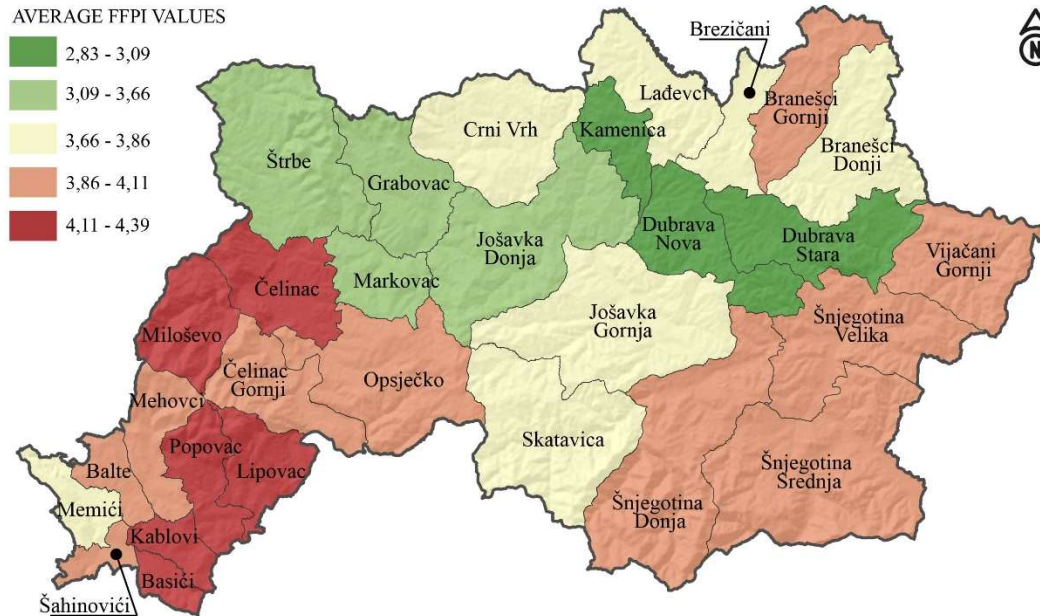 AVERAGE FFPI VALUES
2,83 - 3,09
3,09 - 3,66
3,66 - 3,86
3,86 - 4,11
4,11 - 4,39
N
Brezičani
Lađevci
Branešci
Gornji
Crni Vrh
Kamenica
Branešci
Donji
Štrbe
Grabovac
Jošavka
Donja
Dubrava
Nova
Dubrava
Stara
Vijačani
Gornji
Čelinac
Markovac
Jošavka
Gornja
Šnjegotina
Velika
Miloševo
Čelinac
Gornji
Opsječko
Mehovci
Popovac
Lipovac
Skatavica
Balte
Šnjegotina
Srednja
Memići
Šnjegotina
Donja
Kablovi
Basići
Šahinovići